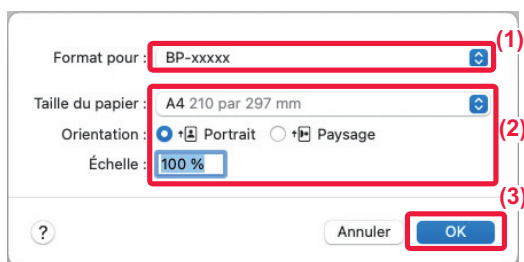 (1)
Format pour : BP-xxxxx
Taille du papier : A4 210 par 297 mm
(2)
Orientation : Portrait Paysage
Échelle : 100 %
(3)
? Annuler OK